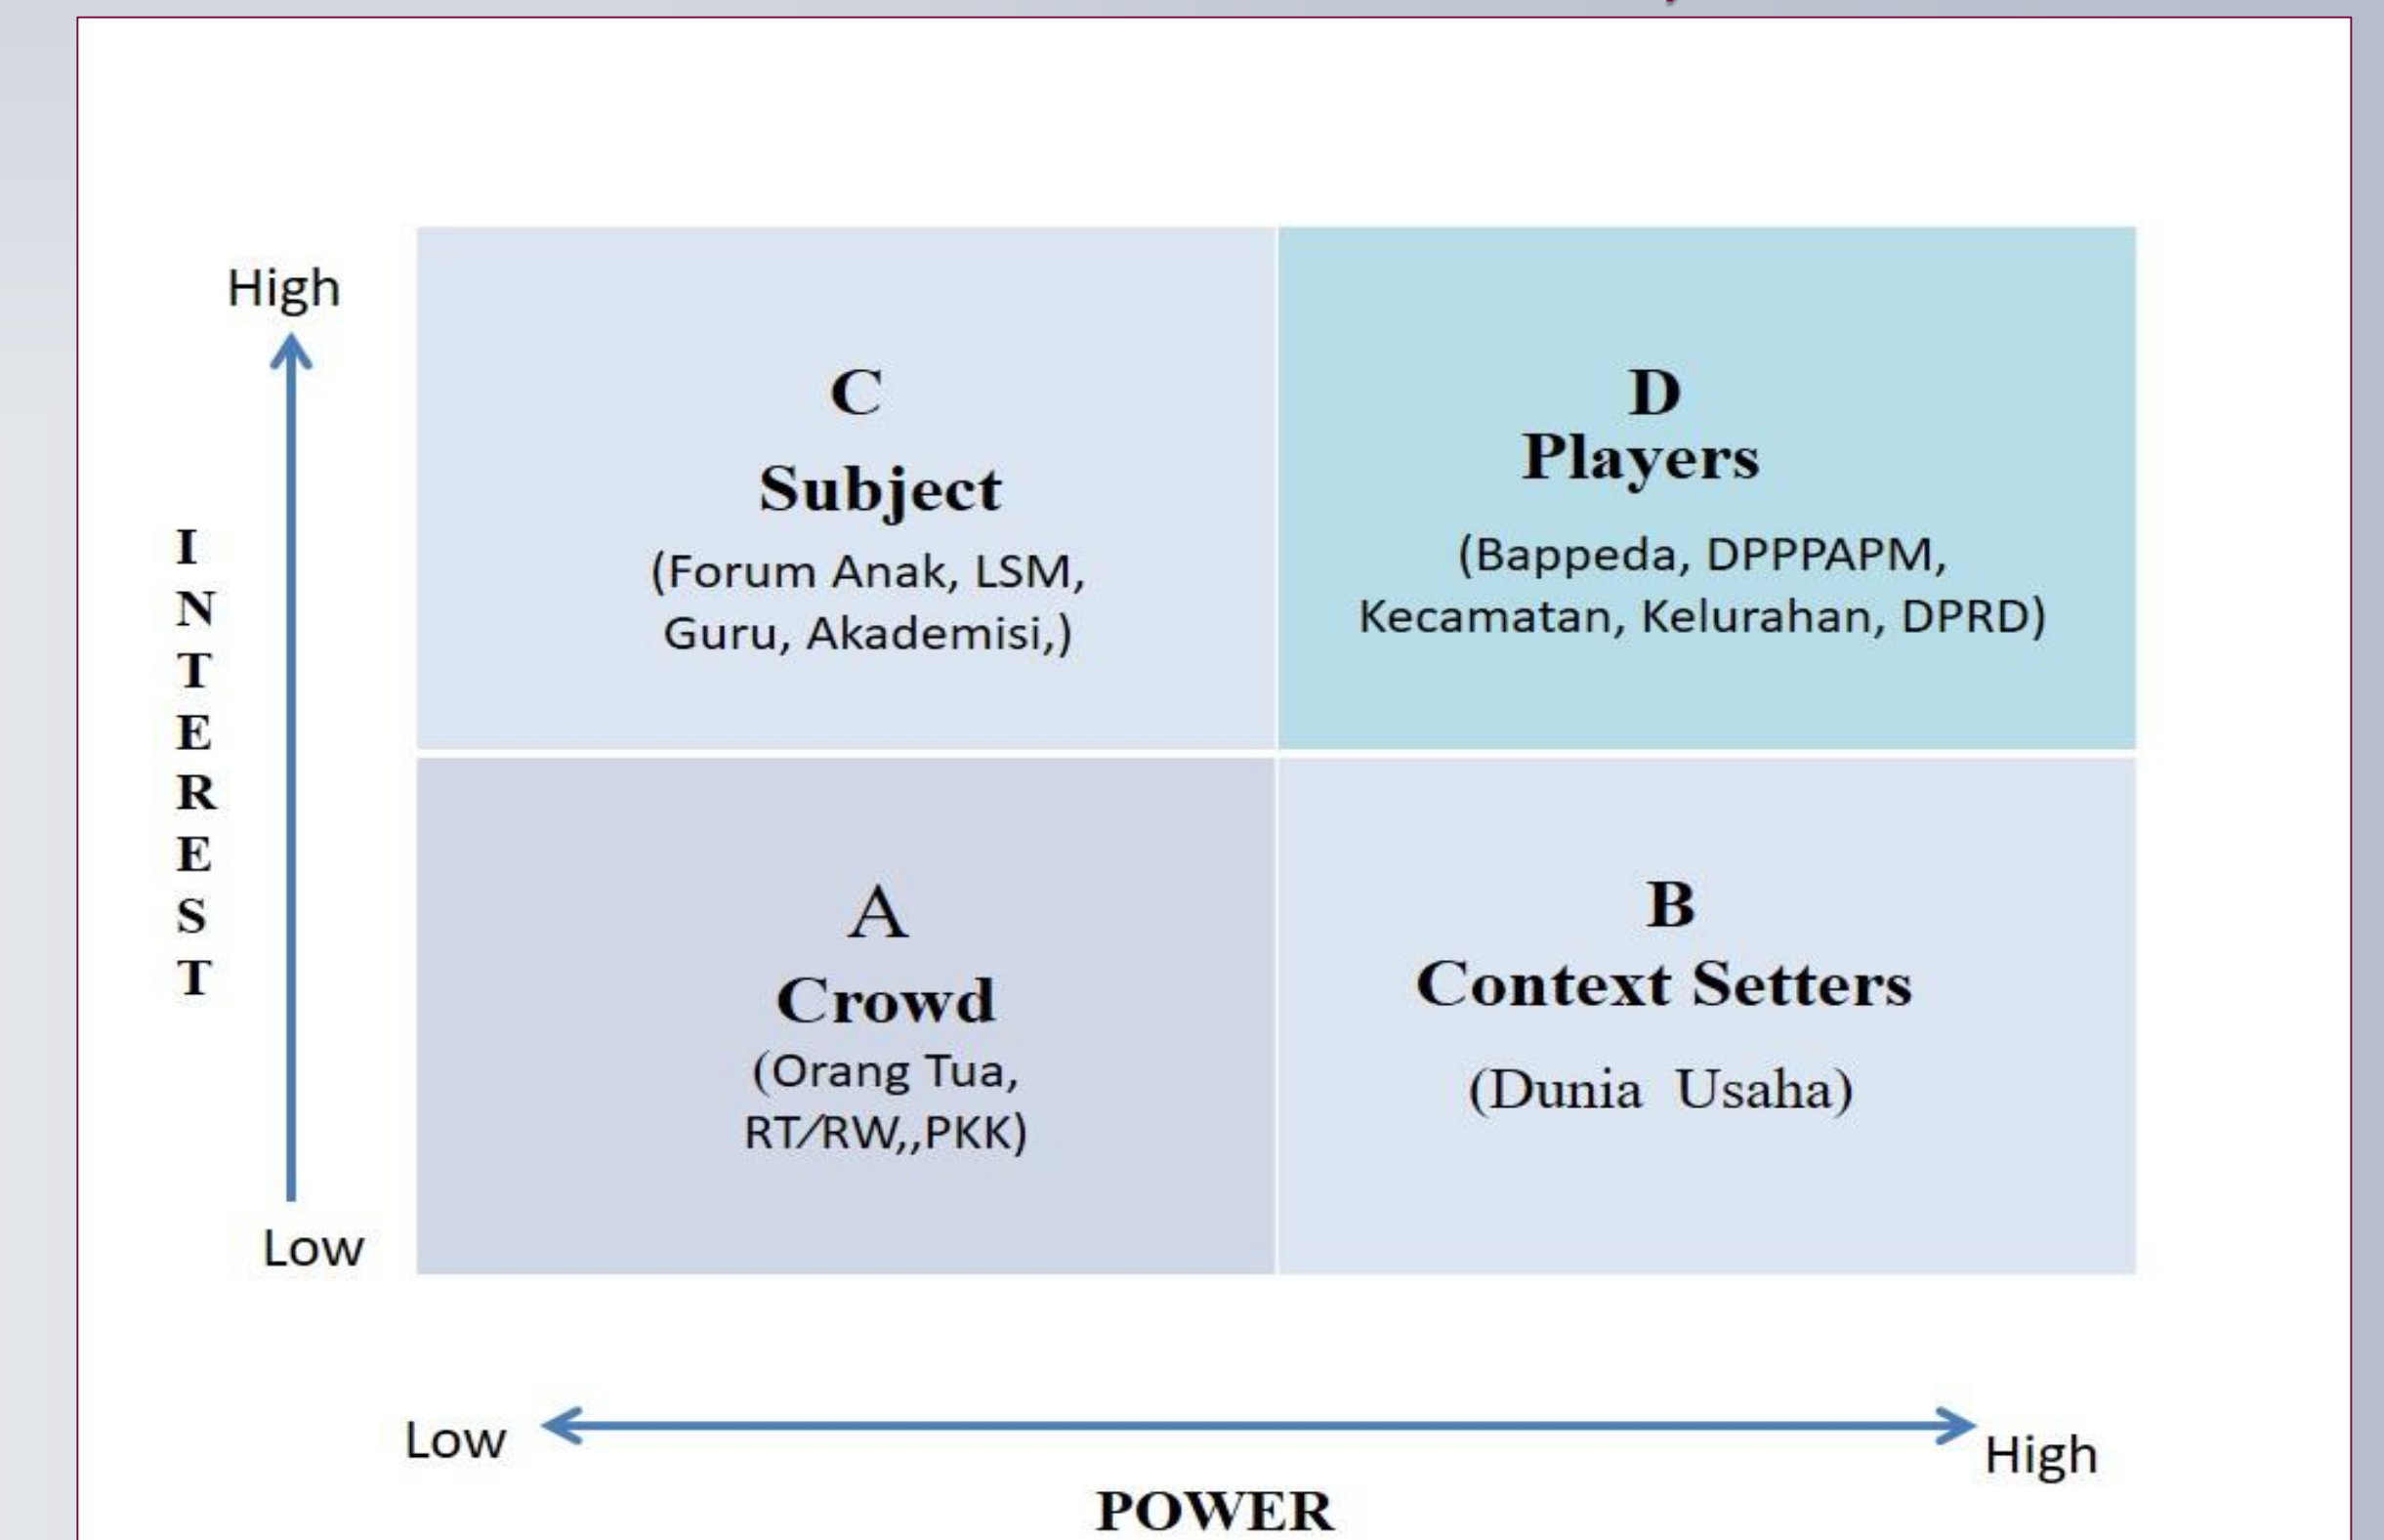 High
C
Subject
(Forum Anak, LSM,
Guru, Akademisi,)
D
Players
(Bappeda, DPPPAPM,
Kecamatan, Kelurahan, DPRD)
I
N
T
E
R
E
S
T
A
Crowd
(Orang Tua,
RT/RW,,PKK)
B
Context Setters
(Dunia Usaha)
Low
Low
High
POWER